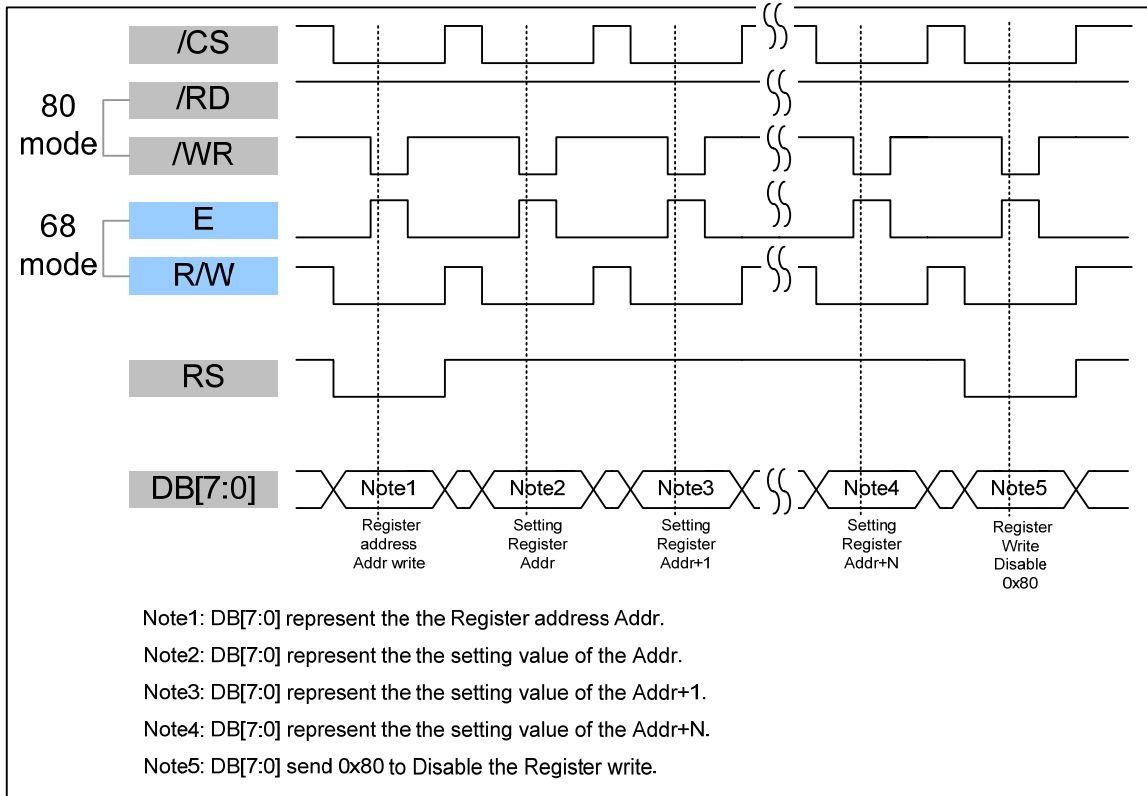 /CS
80
mode
/RD
/WR
68
mode
E
R/W
RS
DB[7:0]
Note1
Note2
Note3
Note4
Note5
Register
address
Addr write
Setting
Register
Addr
Setting
Register
Addr+1
Setting
Register
Addr+N
Register
Write
Disable
0x80
Note1: DB[7:0] represent the the Register address Addr.
Note2: DB[7:0] represent the the setting value of the Addr.
Note3: DB[7:0] represent the the setting value of the Addr+1.
Note4: DB[7:0] represent the the setting value of the Addr+N.
Note5: DB[7:0] send 0x80 to Disable the Register write.